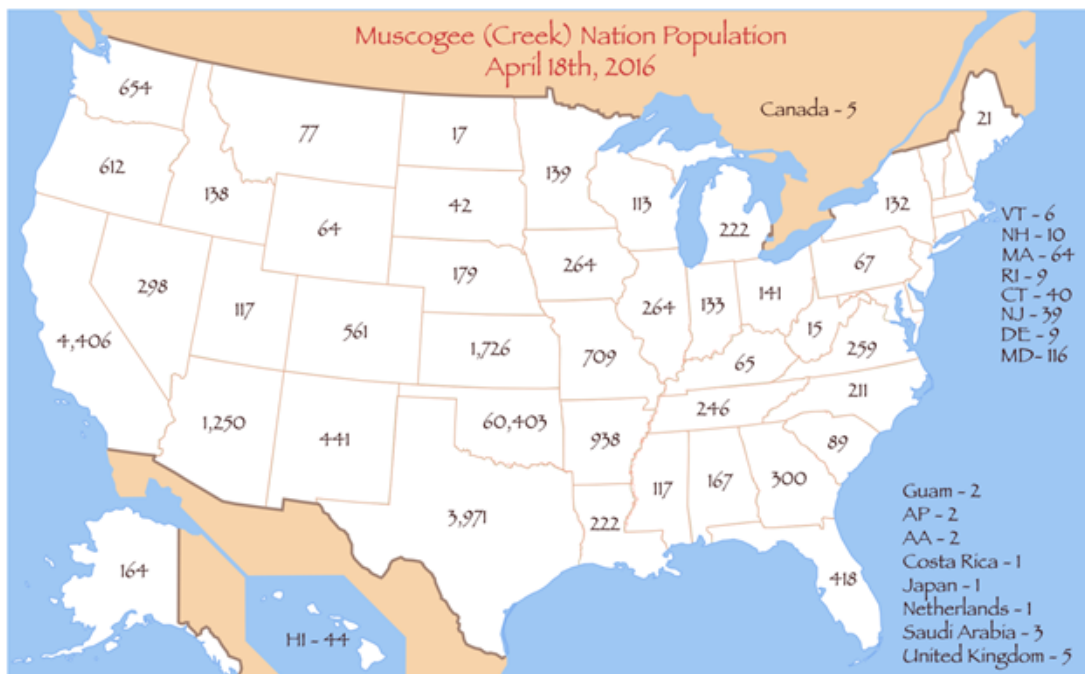 Muscogee (Creek) Nation Population
April 18th, 2016
Canada - 5
654
77
17
139
21
612
138
42
113
222
132
64
VT - 6
NH - 10
MA - 64
RI - 9
CT - 40
NJ - 39
DE - 9
MD- 116
298
117
179
264
264
133
141
67
4,406
561
1,726
709
15
259
65
1,250
441
60,403
938
246
211
89
3,971
222
117
167
300
418
164
HI - 44
Guam - 2
AP - 2
AA - 2
Costa Rica - 1
Japan - 1
Netherlands - 1
Saudi Arabia - 3
United Kingdom - 5